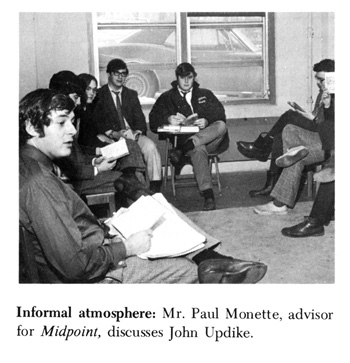 Informal atmosphere: Mr. Paul Monette, advisor
for Midpoint, discusses John Updike.